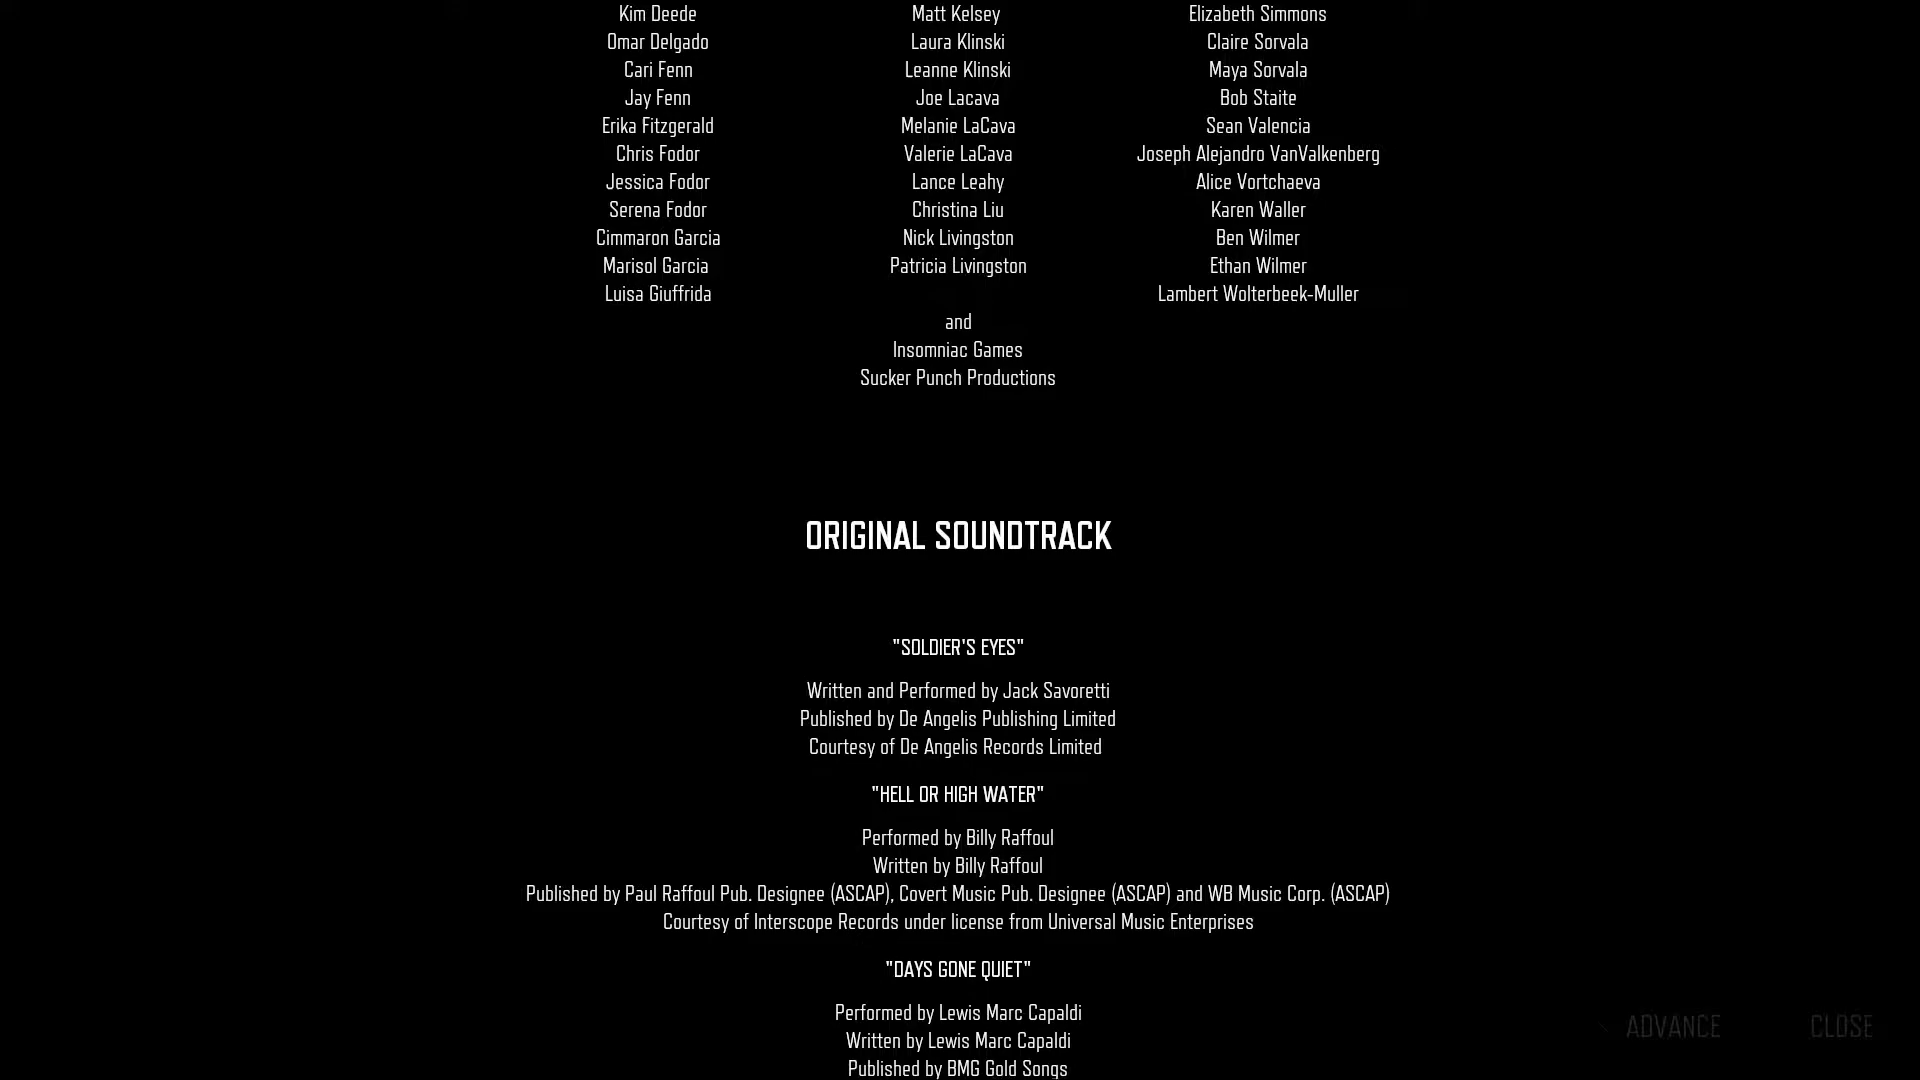 Kim Deede
Omar Delgado
Cari Fenn
Jay Fenn
Erika Fitzgerald
Chris Fodor
Jessica Fodor
Serena Fodor
Cimmaron Garcia
Marisol Garcia
Luisa Giuffrida
Matt Kelsey
Laura Klinski
Leanne Klinski
Joe Lacava
Melanie LaCava
Valerie LaCava
Lance Leahy
Christina Liu
Nick Livingston
Patricia Livingston
Elizabeth Simmons
Claire Sorvala
Maya Sorvala
Bob Staite
Sean Valencia
Joseph Alejandro VanValkenberg
Alice Vortchaeva
Karen Waller
Ben Wilmer
Ethan Wilmer
Lambert Wolterbeek-Muller
and
Insomniac Games
Sucker Punch Productions
ORIGINAL SOUNDTRACK
"SOLDIER'S EYES"
Written and Performed by Jack Savoretti
Published by De Angelis Publishing Limited
Courtesy of De Angelis Records Limited
"HELL OR HIGH WATER"
Performed by Billy Raffoul
Written by Billy Raffoul
Published by Paul Raffoul Pub. Designee (ASCAP), Covert Music Pub. Designee (ASCAP) and WB Music Corp. (ASCAP)
Courtesy of Interscope Records under license from Universal Music Enterprises
"DAYS GONE QUIET"
Performed by Lewis Marc Capaldi
Written by Lewis Marc Capaldi
Published by BMG Gold Songs
ADVANCE
CLOSE